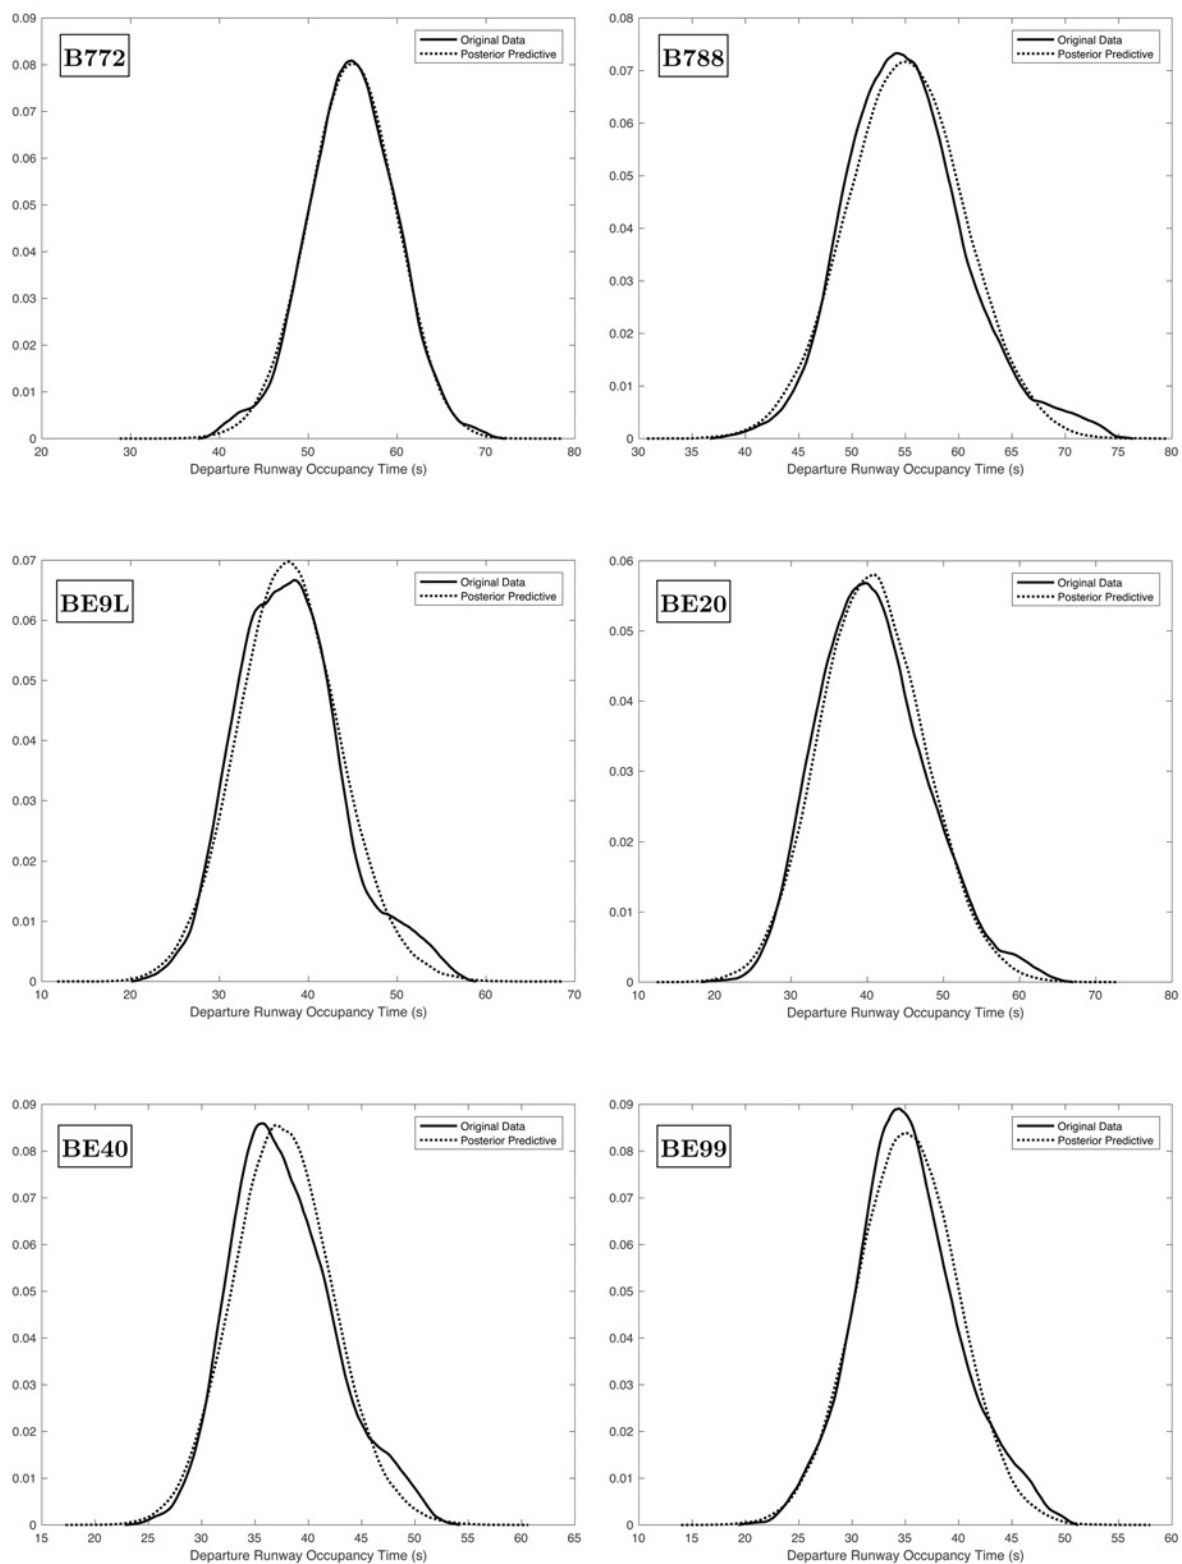 B772
Original Data
Posterior Predictive
0.09
0.08
0.07
0.06
0.05
0.04
0.03
0.02
0.01
0
20 30 40 50 60 70 80
Departure Runway Occupancy Time (s)
B788
Original Data
Posterior Predictive
0.08
0.07
0.06
0.05
0.04
0.03
0.02
0.01
0
30 35 40 45 50 55 60 65 70 75 80
Departure Runway Occupancy Time (s)
BE9L
Original Data
Posterior Predictive
0.07
0.06
0.05
0.04
0.03
0.02
0.01
0
10 20 30 40 50 60 70
Departure Runway Occupancy Time (s)
BE20
Original Data
Posterior Predictive
0.06
0.05
0.04
0.03
0.02
0.01
0
10 20 30 40 50 60 70 80
Departure Runway Occupancy Time (s)
BE40
Original Data
Posterior Predictive
0.09
0.08
0.07
0.06
0.05
0.04
0.03
0.02
0.01
0
15 20 25 30 35 40 45 50 55 60 65
Departure Runway Occupancy Time (s)
BE99
Original Data
Posterior Predictive
0.09
0.08
0.07
0.06
0.05
0.04
0.03
0.02
0.01
0
10 15 20 25 30 35 40 45 50 55 60
Departure Runway Occupancy Time (s)